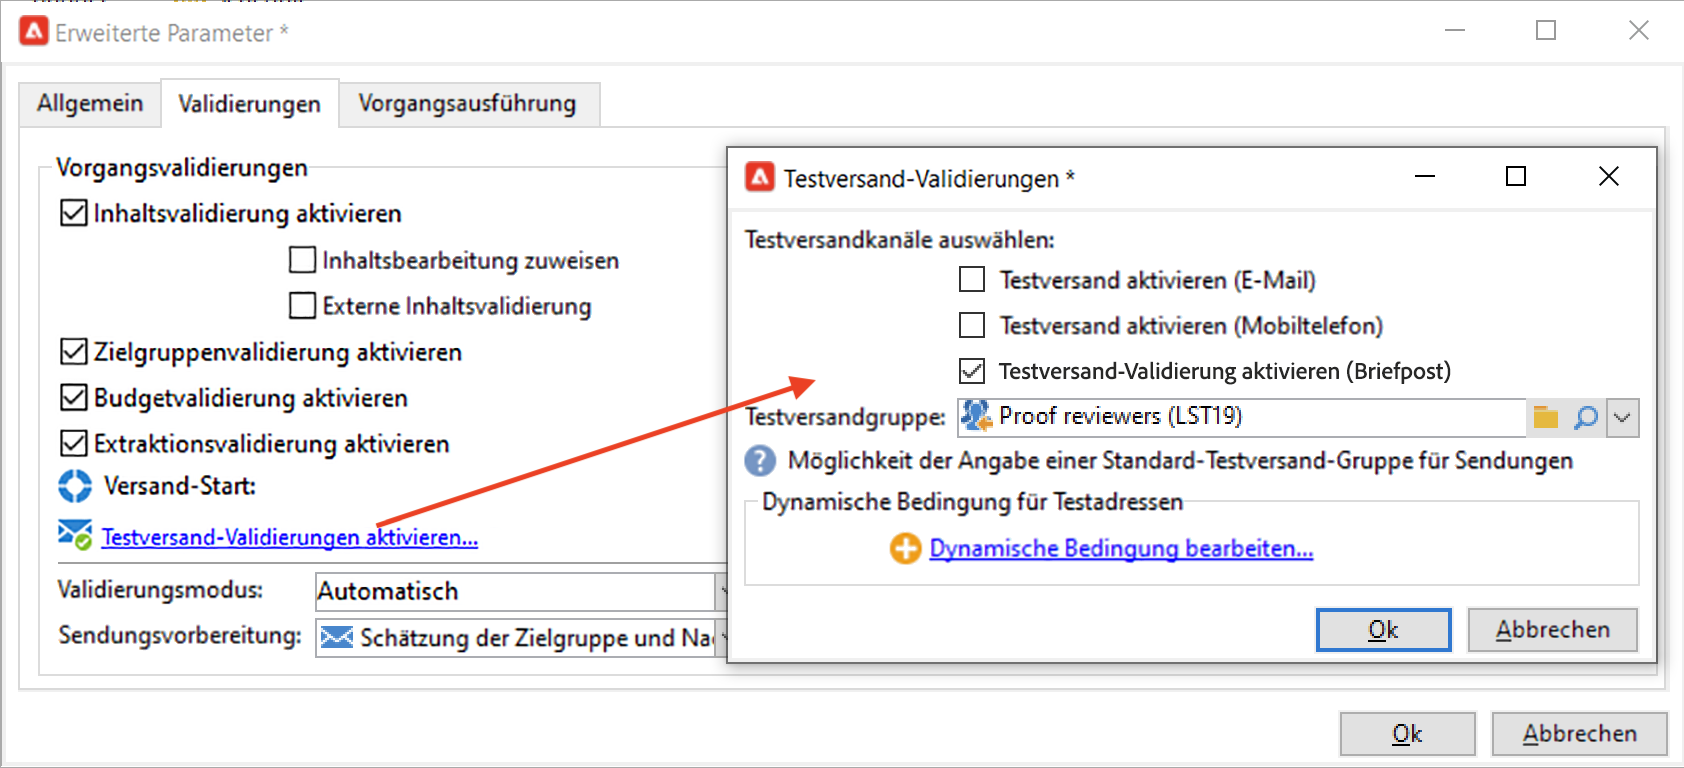 Erweiterte Parameter *
Allgemein
Validierungen
Vorgangsausführung
Vorgangsvalidierungen
Inhaltsvalidierung aktivieren
Inhaltsbearbeitung zuweisen
Externe Inhaltsvalidierung
Zielgruppenvalidierung aktivieren
Budgetvalidierung aktivieren
Extraktionsvalidierung aktivieren
Versand-Start:
Testversand-Validierungen aktivieren...
Validierungsmodus:
Automatisch
Sendungsvorbereitung:
Schätzung der Zielgruppe und Na
Testversand-Validierungen *
Testversandkanäle auswählen:
Testversand aktivieren (E-Mail)
Testversand aktivieren (Mobiltelefon)
Testversand-Validierung aktivieren (Briefpost)
Testversandgruppe:
Proof reviewers (LST19)
Möglichkeit der Angabe einer Standard-Testversand-Gruppe für Sendungen
Dynamische Bedingung für Testadressen
Dynamische Bedingung bearbeiten...
Ok
Abbrechen
Ok
Abbrechen